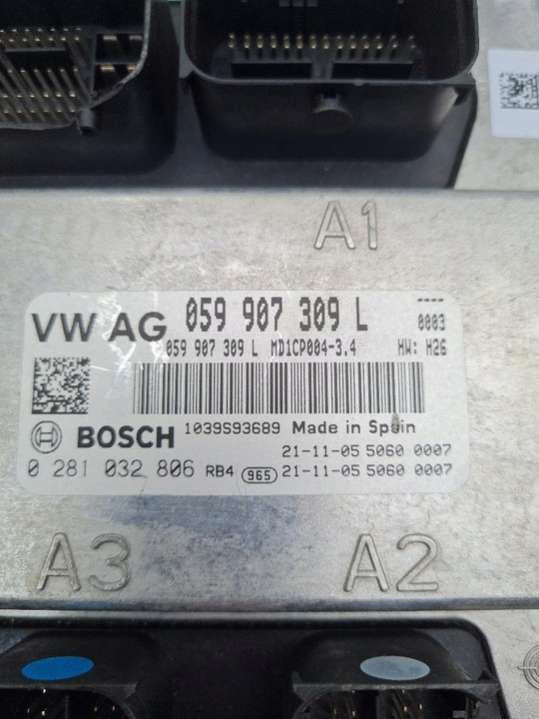 A1
VW AG 059 907 309 L ----
0003
059 907 309 L MD1CP004-3.4 HW: H26
BOSCH 1039S93689 Made in Spain
21-11-05 5060 0007
0 281 032 806 RB4 965 21-11-05 5060 0007
A3 A2